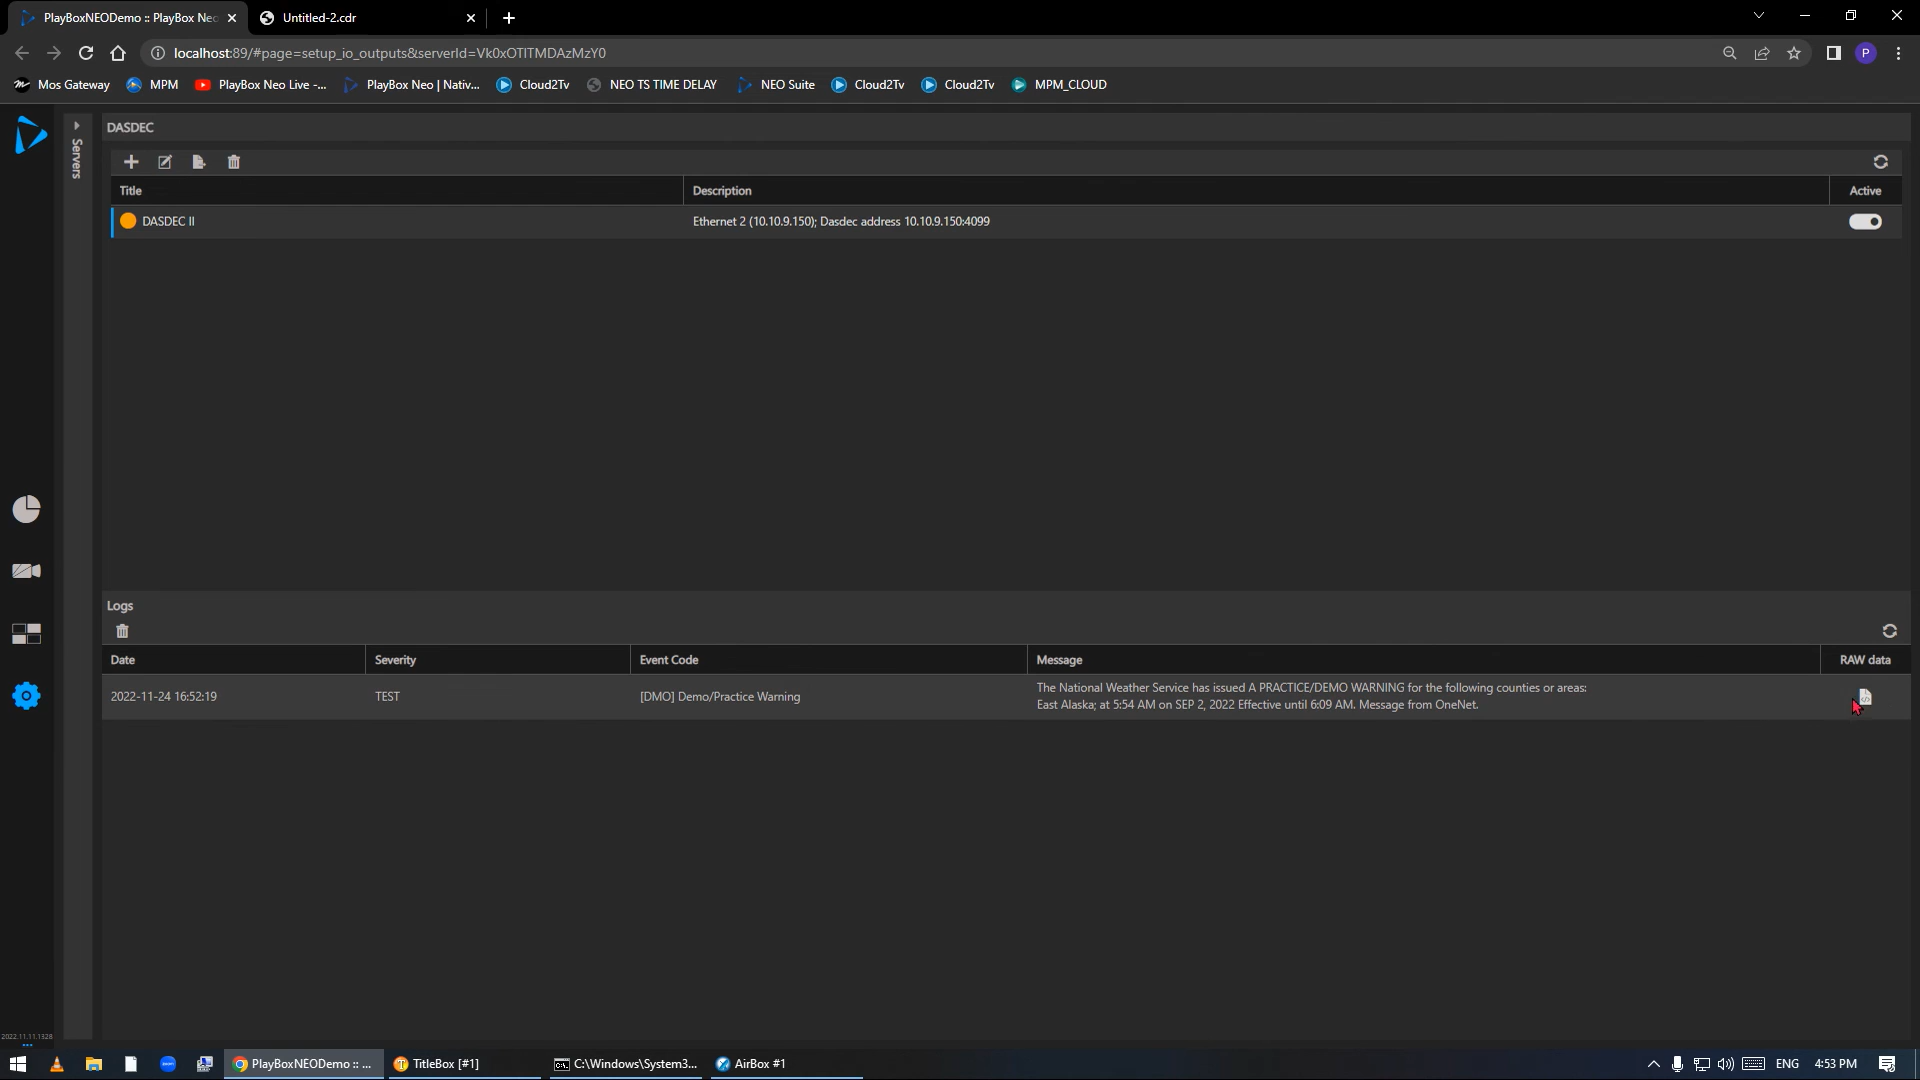 PlayBoxNEODemo :: PlayBox Neo
Untitled-2.cdr
localhost:89/#page=setup_io_outputs&serverId=Vk0xOTITMDAzMzY0
P
Mos Gateway
MPM
PlayBox Neo Live -...
PlayBox Neo | Nativ...
Cloud2Tv
NEO TS TIME DELAY
NEO Suite
Cloud2Tv
Cloud2Tv
MPM_CLOUD
Servers
DASDEC
Title
Description
Active
DASDEC II
Ethernet 2 (10.10.9.150); Dasdec address 10.10.9.150:4099
Logs
Date
Severity
Event Code
Message
RAW data
2022-11-24 16:52:19
TEST
[DMO] Demo/Practice Warning
The National Weather Service has issued A PRACTICE/DEMO WARNING for the following counties or areas:
East Alaska; at 5:54 AM on SEP 2, 2022 Effective until 6:09 AM. Message from OneNet.
2022.11.11.1328
PlayBoxNEODemo :: ...
TitleBox [#1]
C:\Windows\System3...
AirBox #1
ENG
4:53 PM